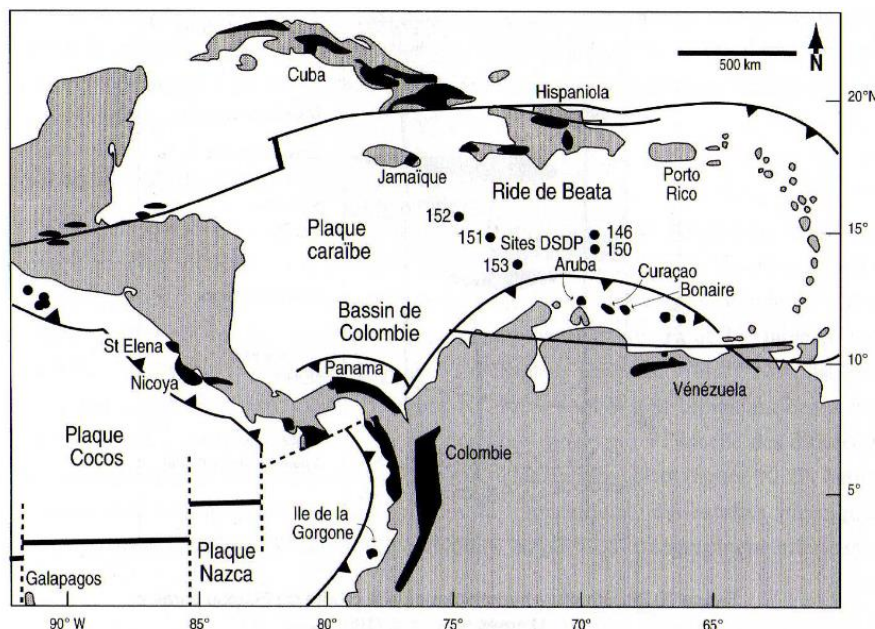 Cuba
500 km
N
Hispaniola
20°N
Jamaïque
Ride de Beata
Porto
Rico
152
Plaque
caraïbe
151
Sites DSDP
146
150
15°
153
Aruba
Curaçao
Bonaire
Bassin de
Colombie
St Elena
Nicoya
Panama
10°
Vénézuela
Plaque
Cocos
Colombie
5°
Ile de la
Gorgone
Plaque
Nazca
Galapagos
90° W
85°
80°
75°
70°
65°